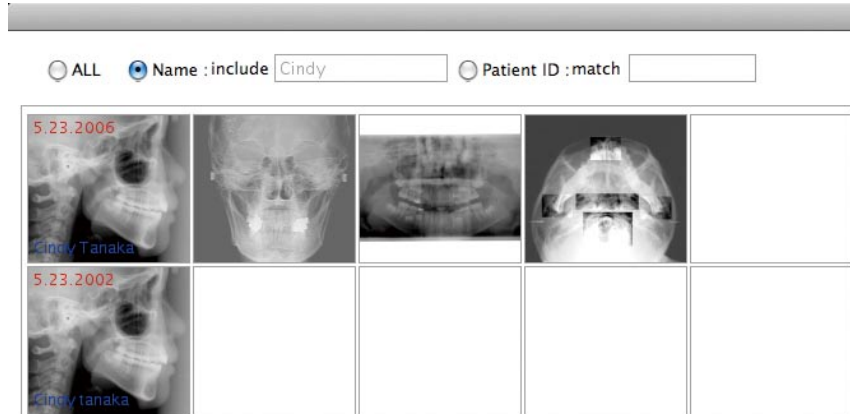 ALL Name : include Cindy Patient ID : match
5.23.2006
Cindy Tanaka
5.23.2002
Cindy tanaka